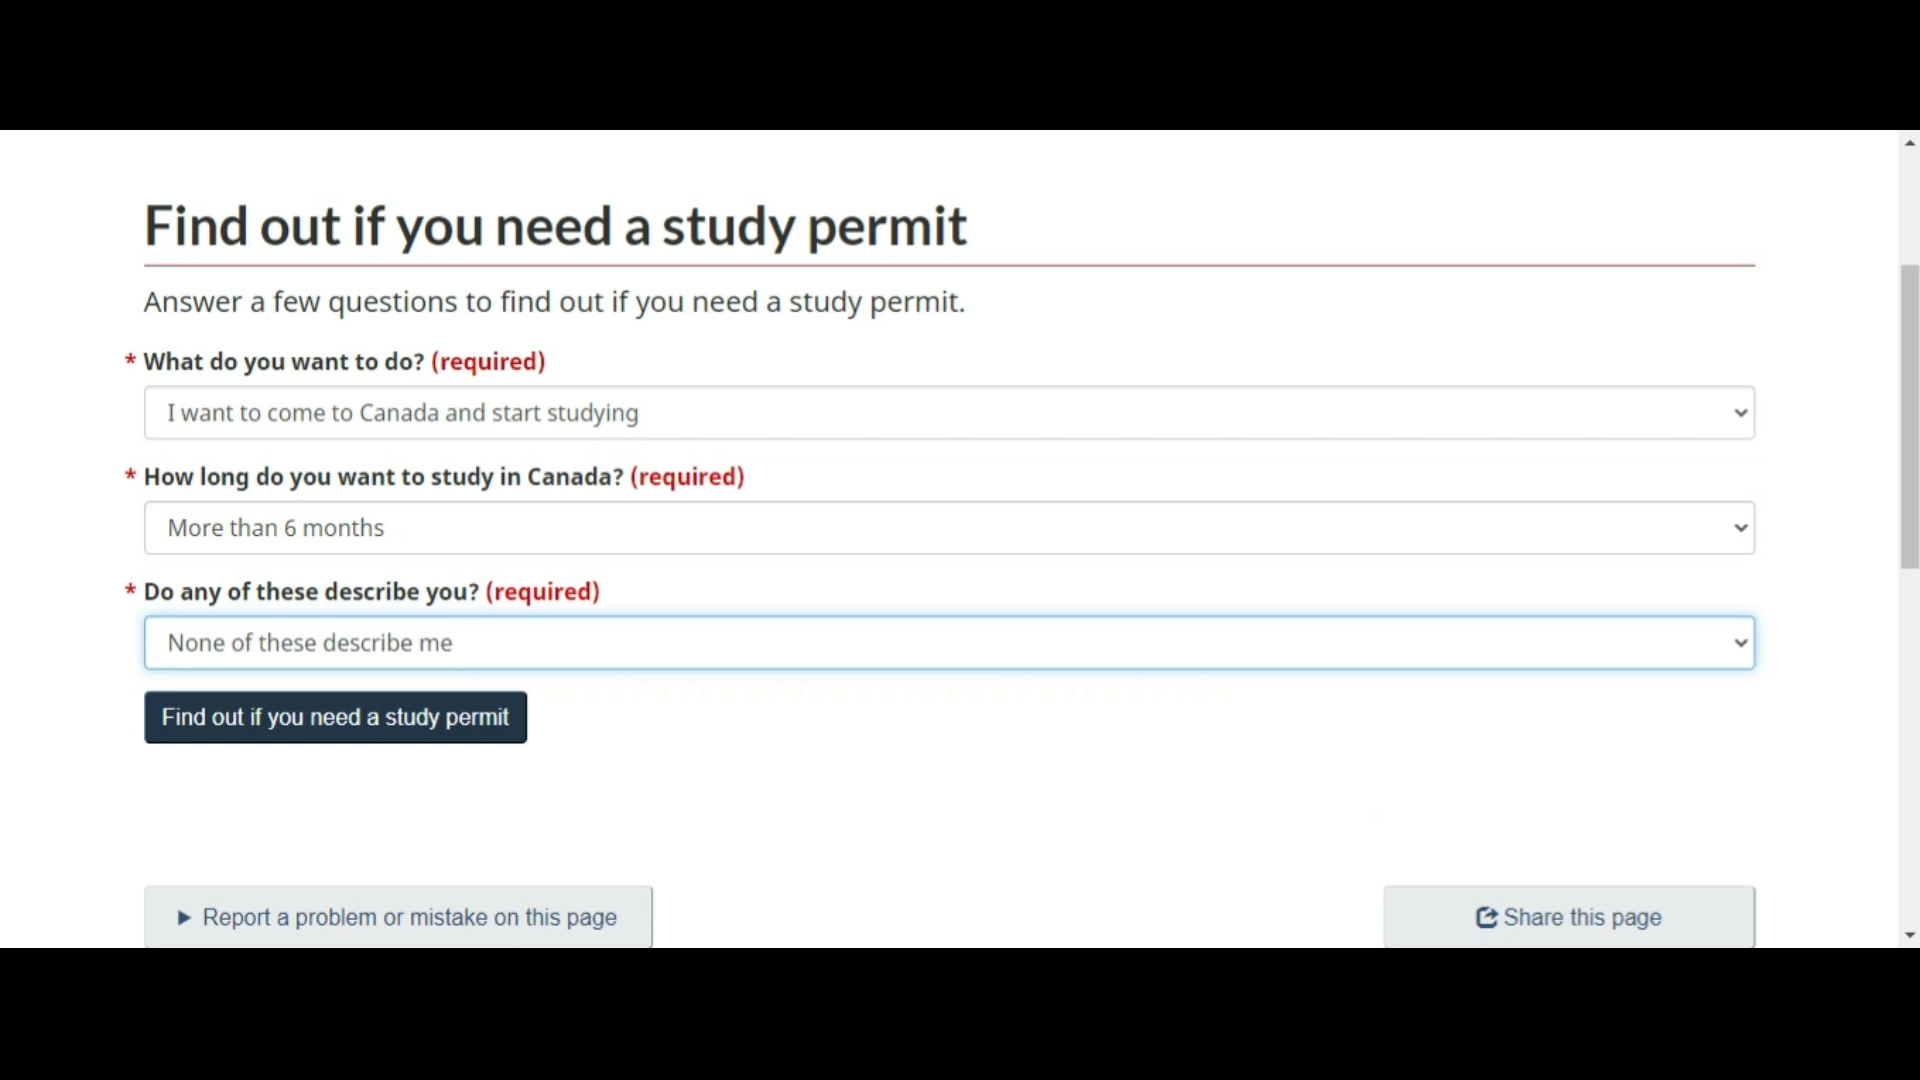 Find out if you need a study permit
Answer a few questions to find out if you need a study permit.
* What do you want to do? (required)
I want to come to Canada and start studying
* How long do you want to study in Canada? (required)
More than 6 months
* Do any of these describe you? (required)
None of these describe me
Find out if you need a study permit
Report a problem or mistake on this page
Share this page